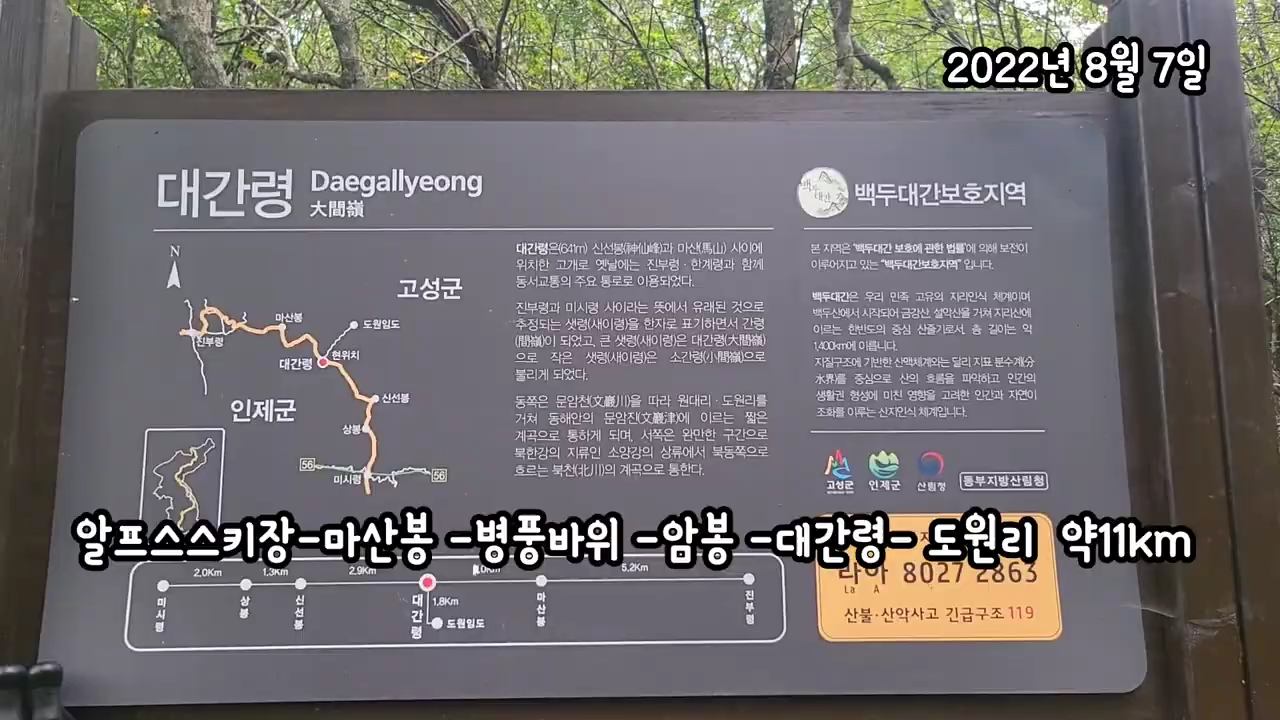 2022년 8월 7일
대간령 Daegallyeong
大間嶺
백두대간보호지역
N
고성군
마산봉
도원임도
진부령
현위치
대간령
인제군
신선봉
상봉
56
56
미시령
대간령은(641m) 신선봉(神仙峰)과 마산(馬山) 사이에
위치한 고개로 옛날에는 진부령·한계령과 함께
동서교통의 주요 통로로 이용되었다.
진부령과 미시령 사이라는 뜻에서 유래된 것으로
추정되는 샛령(새이령)을 한자로 표기하면서 간령
(間嶺)이 되었고, 큰 샛령(새이령)은 대간령(大間嶺)
으로 작은 샛령(새이령)은 소간령(小間嶺)으로
불리게 되었다.
동쪽은 문암천(文巖川)을 따라 원대리·도원리를
거쳐 동해안의 문암진(文巖津)에 이르는 짧은
계곡으로 통하게 되며, 서쪽은 완만한 구간으로
북한강의 지류인 소양강의 상류에서 북동쪽으로
흐르는 북천(北川)의 계곡으로 통한다.
본 지역은 "백두대간 보호에 관한 법률"에 의해 보전이
이루어지고 있는 "백두대간보호지역" 입니다.
백두대간은 우리 민족 고유의 지리인식 체계이며
백두산에서 시작되어 금강산, 설악산을 거쳐 지리산에
이르는 한반도의 중심 산줄기로서, 총 길이는 약
1,400km에 이릅니다.
지질구조에 기반한 산맥체계와는 달리 지표 분수계(分
水界)를 중심으로 산의 흐름을 파악하고 인간의
생활권 형성에 미친 영향을 고려한 인간과 자연이
조화를 이루는 산지인식 체계입니다.
고성군 인제군 산림청 동부지방산림청
알프스스키장-마산봉 -병풍바위 -암봉 -대간령- 도원리 약11km
2.0Km 1.3Km 2.9Km 5.2Km
미시령 상봉 신선봉 대간령 마산봉 진부령
1.8Km
도원임도
라아 8027 2863
La A
산불·산악사고 긴급구조 119